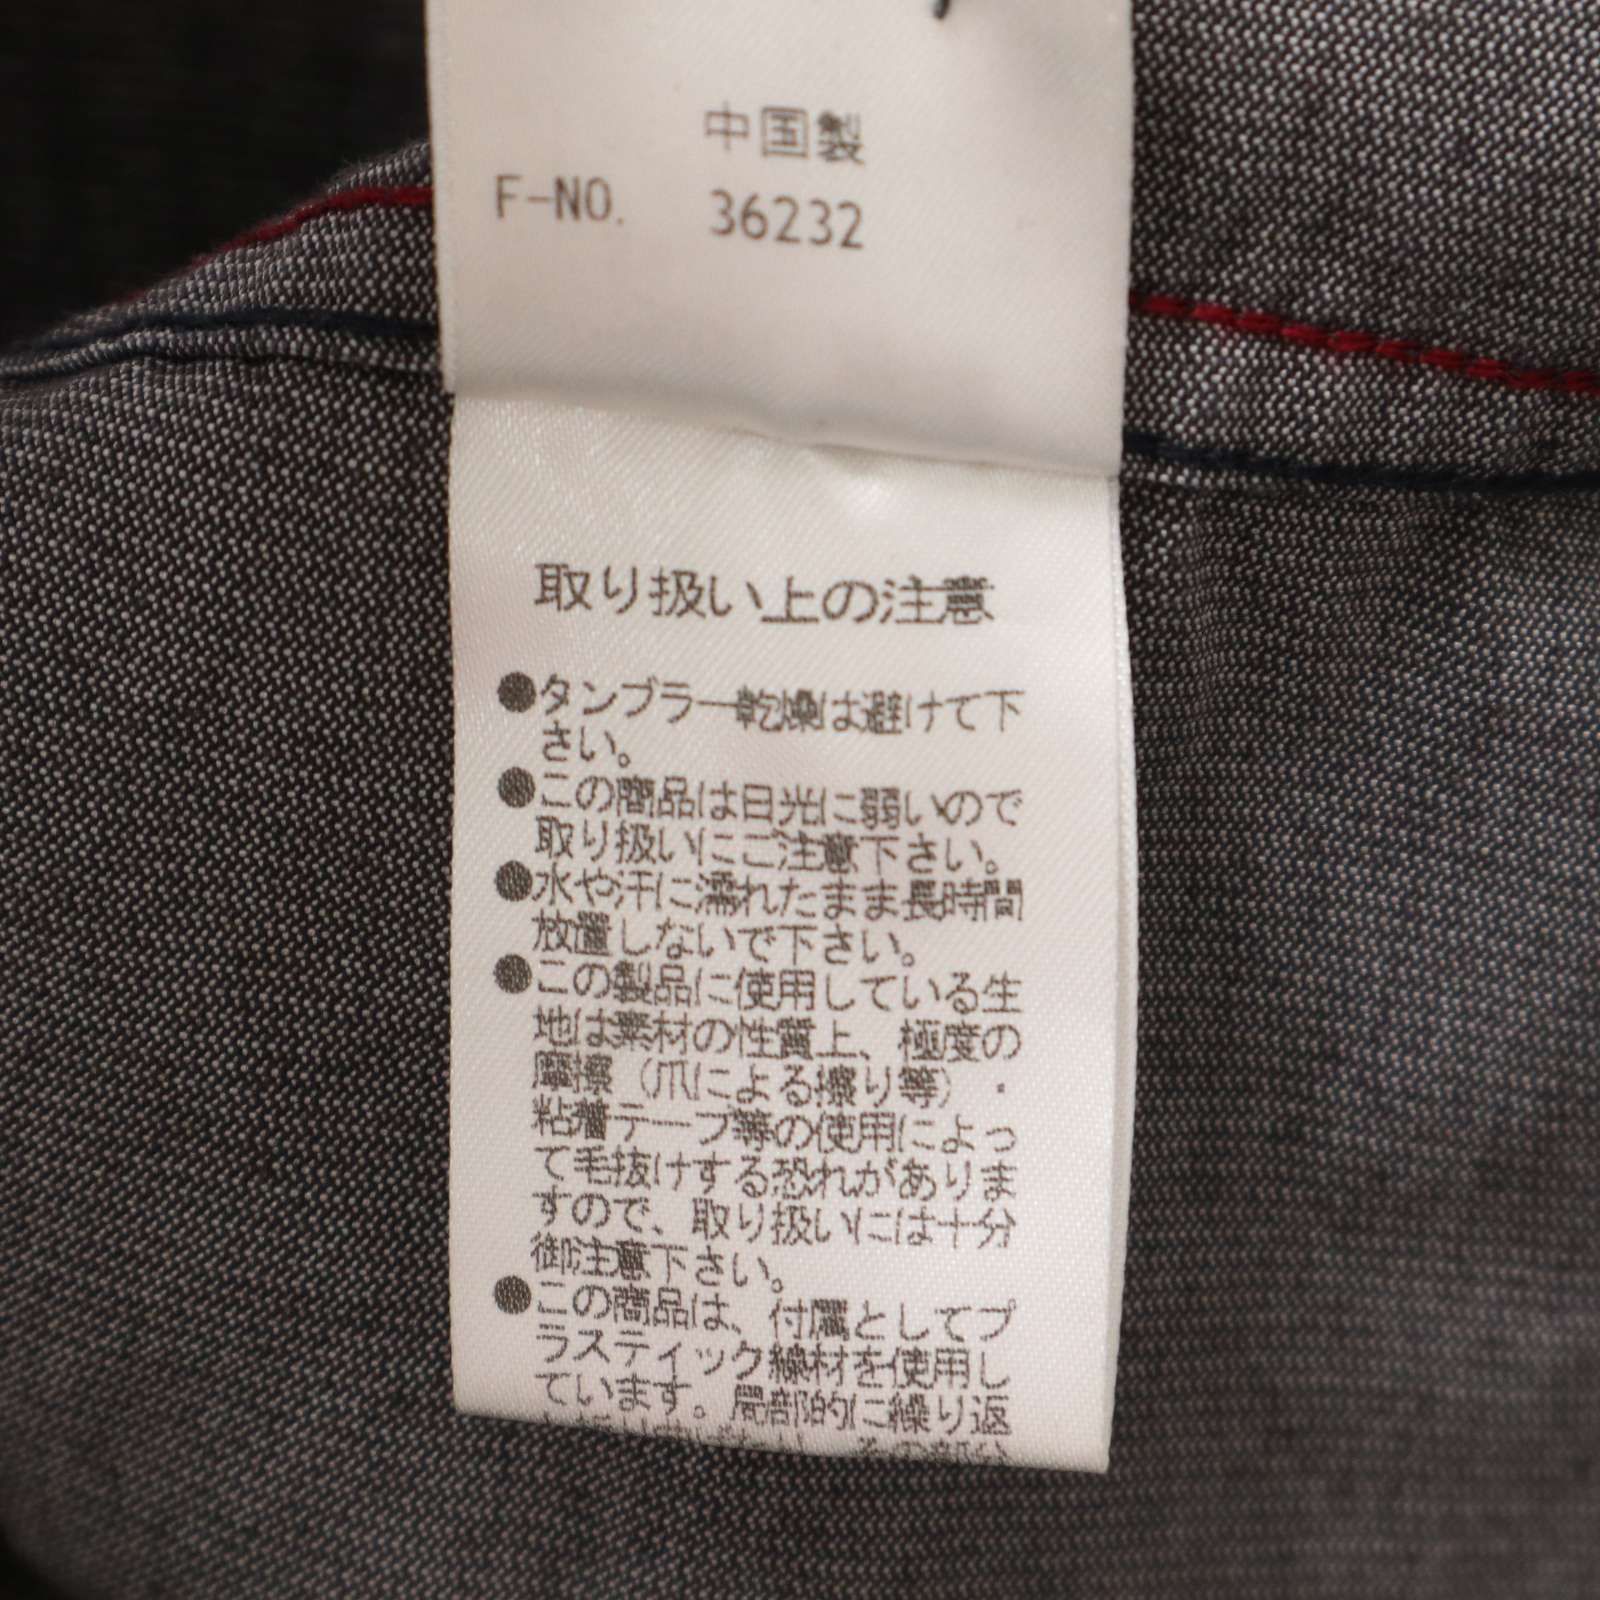 中国製
F-NO. 36232
取り扱い上の注意
●タンブラー乾燥は避けて下
さい。
●この商品は日光に弱いので
取り扱いにご注意下さい。
●水や汗に濡れたまま長時間
放置しないで下さい。
●この製品に使用している生
地は素材の性質上、極度の
摩擦（爪による擦り等）・
粘着テープ等の使用によっ
て毛抜けする恐れがありま
すので、取り扱いには十分
御注意下さい。
●この商品は、付属としてプ
ラスティック線材を使用し
ています。局部的に繰り返